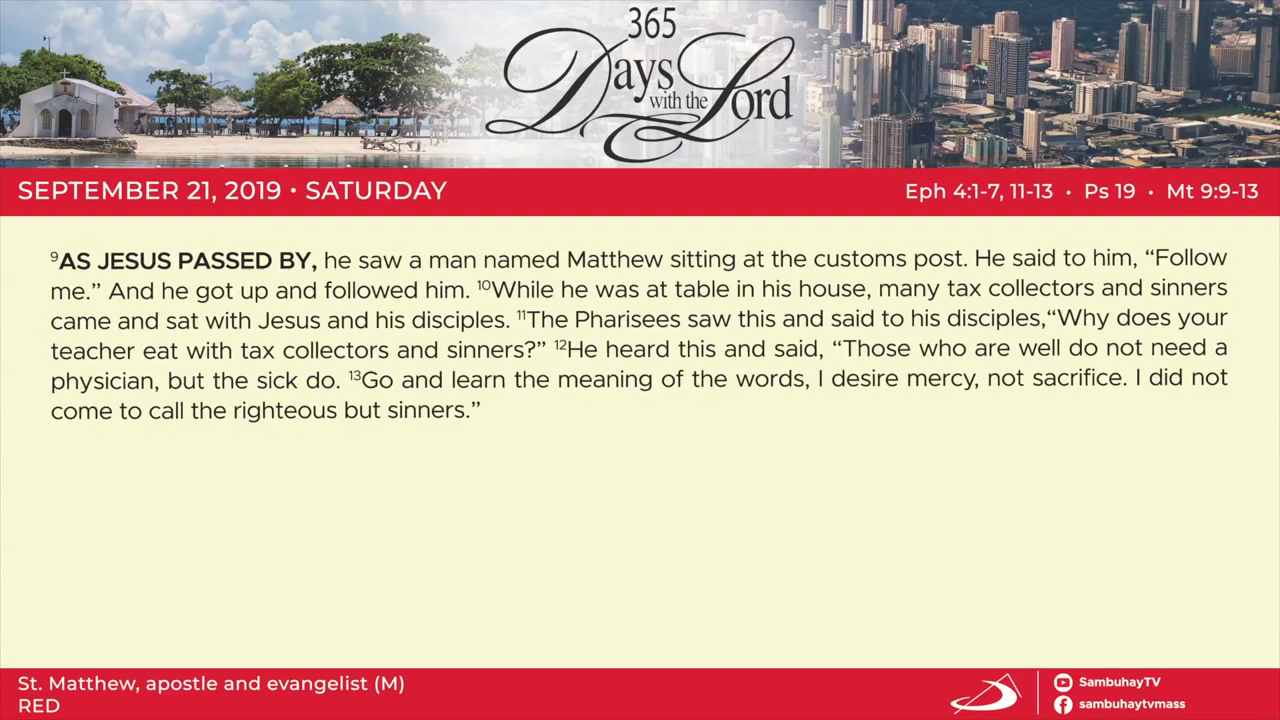 365
Days
with the
Lord
SEPTEMBER 21, 2019 • SATURDAY
Eph 4:1-7, 11-13 • Ps 19 • Mt 9:9-13
⁹AS JESUS PASSED BY, he saw a man named Matthew sitting at the customs post. He said to him, “Follow
me.” And he got up and followed him. ¹⁰While he was at table in his house, many tax collectors and sinners
came and sat with Jesus and his disciples. ¹¹The Pharisees saw this and said to his disciples,“Why does your
teacher eat with tax collectors and sinners?” ¹²He heard this and said, “Those who are well do not need a
physician, but the sick do. ¹³Go and learn the meaning of the words, I desire mercy, not sacrifice. I did not
come to call the righteous but sinners.”
St. Matthew, apostle and evangelist (M)
RED
SambuhayTV
sambuhaytvmass